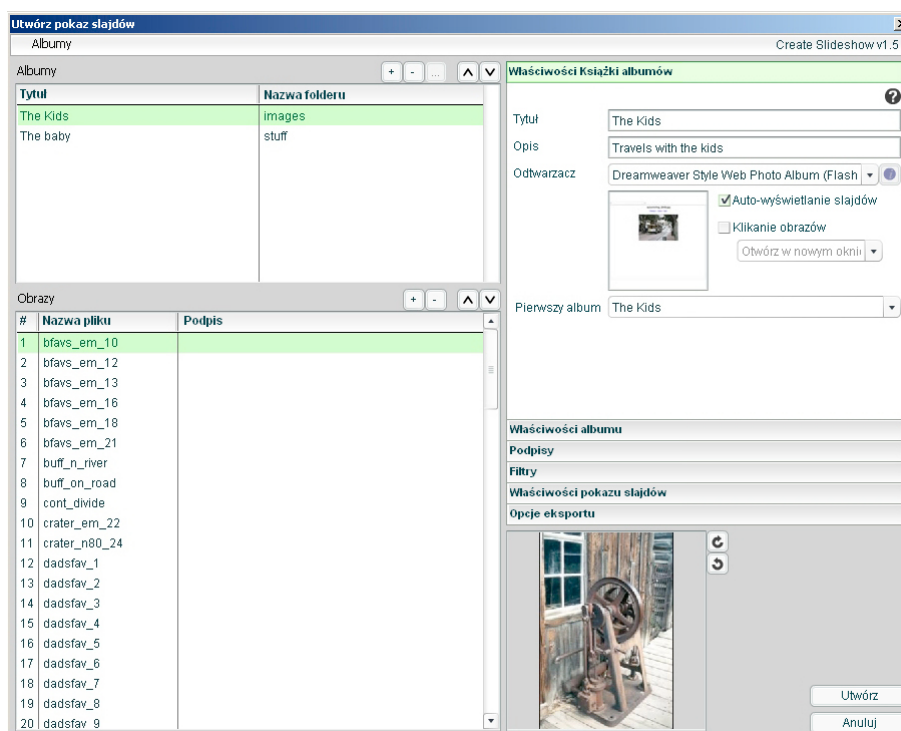 Utwórz pokaz slajdów
Albumy
Create Slideshow v1.5
Albumy
+ - ...
Tytuł Nazwa folderu
The Kids images
The baby stuff
Obrazy
+ -
# Nazwa pliku Podpis
1 bfavs_em_10
2 bfavs_em_12
3 bfavs_em_13
4 bfavs_em_16
5 bfavs_em_18
6 bfavs_em_21
7 buff_n_river
8 buff_on_road
9 cont_divide
10 crater_em_22
11 crater_n80_24
12 dadsfav_1
13 dadsfav_2
14 dadsfav_3
15 dadsfav_4
16 dadsfav_5
17 dadsfav_6
18 dadsfav_7
19 dadsfav_8
20 dadsfav_9
Właściwości Książki albumów
?
Tytuł The Kids
Opis Travels with the kids
Odtwarzacz Dreamweaver Style Web Photo Album (Flash
Auto-wyświetlanie slajdów
Klikanie obrazów
Otwórz w nowym okni
Pierwszy album The Kids
Właściwości albumu
Podpisy
Filtry
Właściwości pokazu slajdów
Opcje eksportu
Utwórz
Anuluj